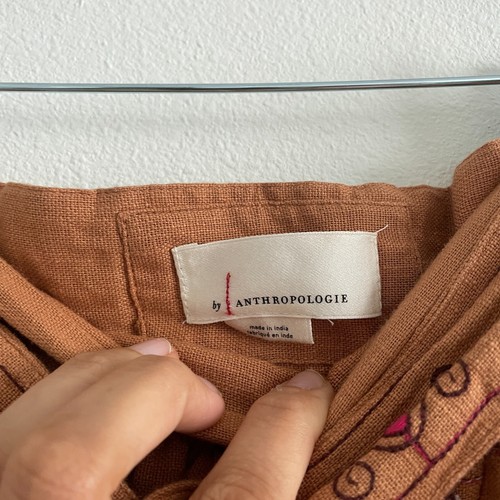 by ANTHROPOLOGIE
made in india
fabriqué en inde